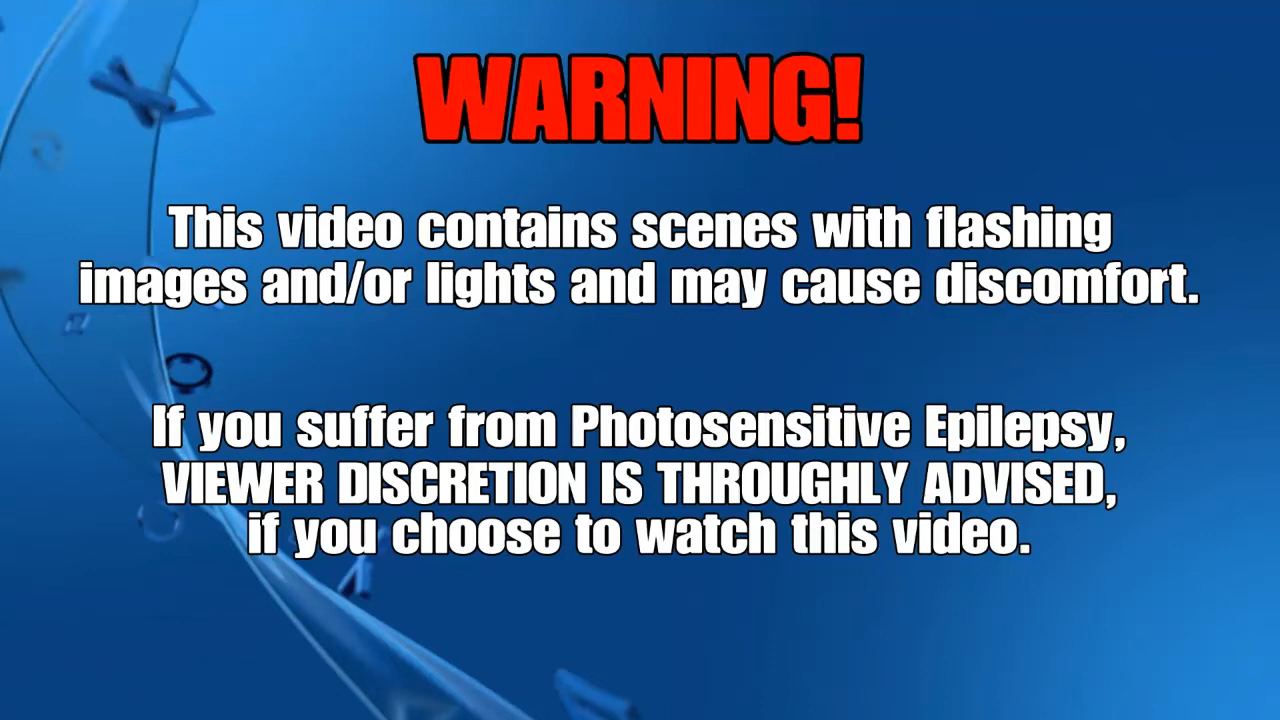 WARNING!
This video contains scenes with flashing
images and/or lights and may cause discomfort.
If you suffer from Photosensitive Epilepsy,
VIEWER DISCRETION IS THROUGHLY ADVISED,
if you choose to watch this video.